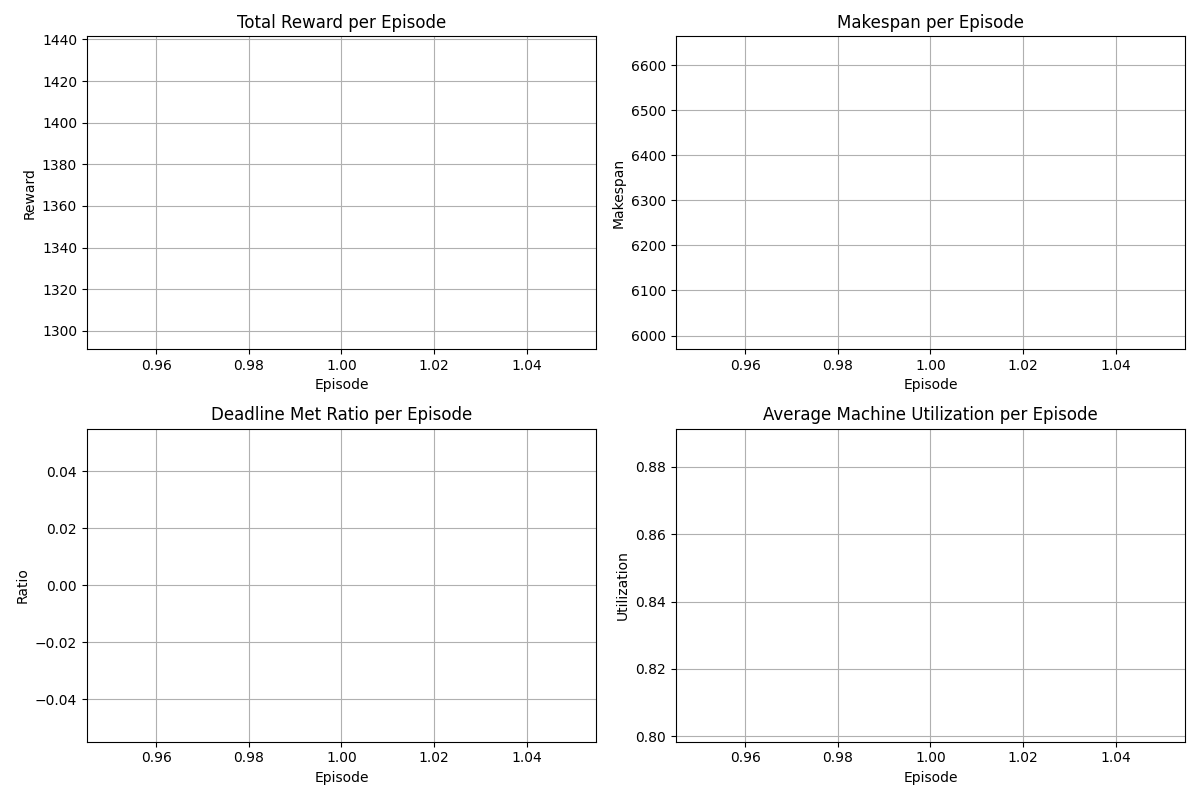 Total Reward per Episode
1440
1420
1400
1380
1360
1340
1320
1300
Reward
0.96 0.98 1.00 1.02 1.04
Episode
Makespan per Episode
6600
6500
6400
6300
6200
6100
6000
Makespan
0.96 0.98 1.00 1.02 1.04
Episode
Deadline Met Ratio per Episode
0.04
0.02
0.00
−0.02
−0.04
Ratio
0.96 0.98 1.00 1.02 1.04
Episode
Average Machine Utilization per Episode
0.88
0.86
0.84
0.82
0.80
Utilization
0.96 0.98 1.00 1.02 1.04
Episode